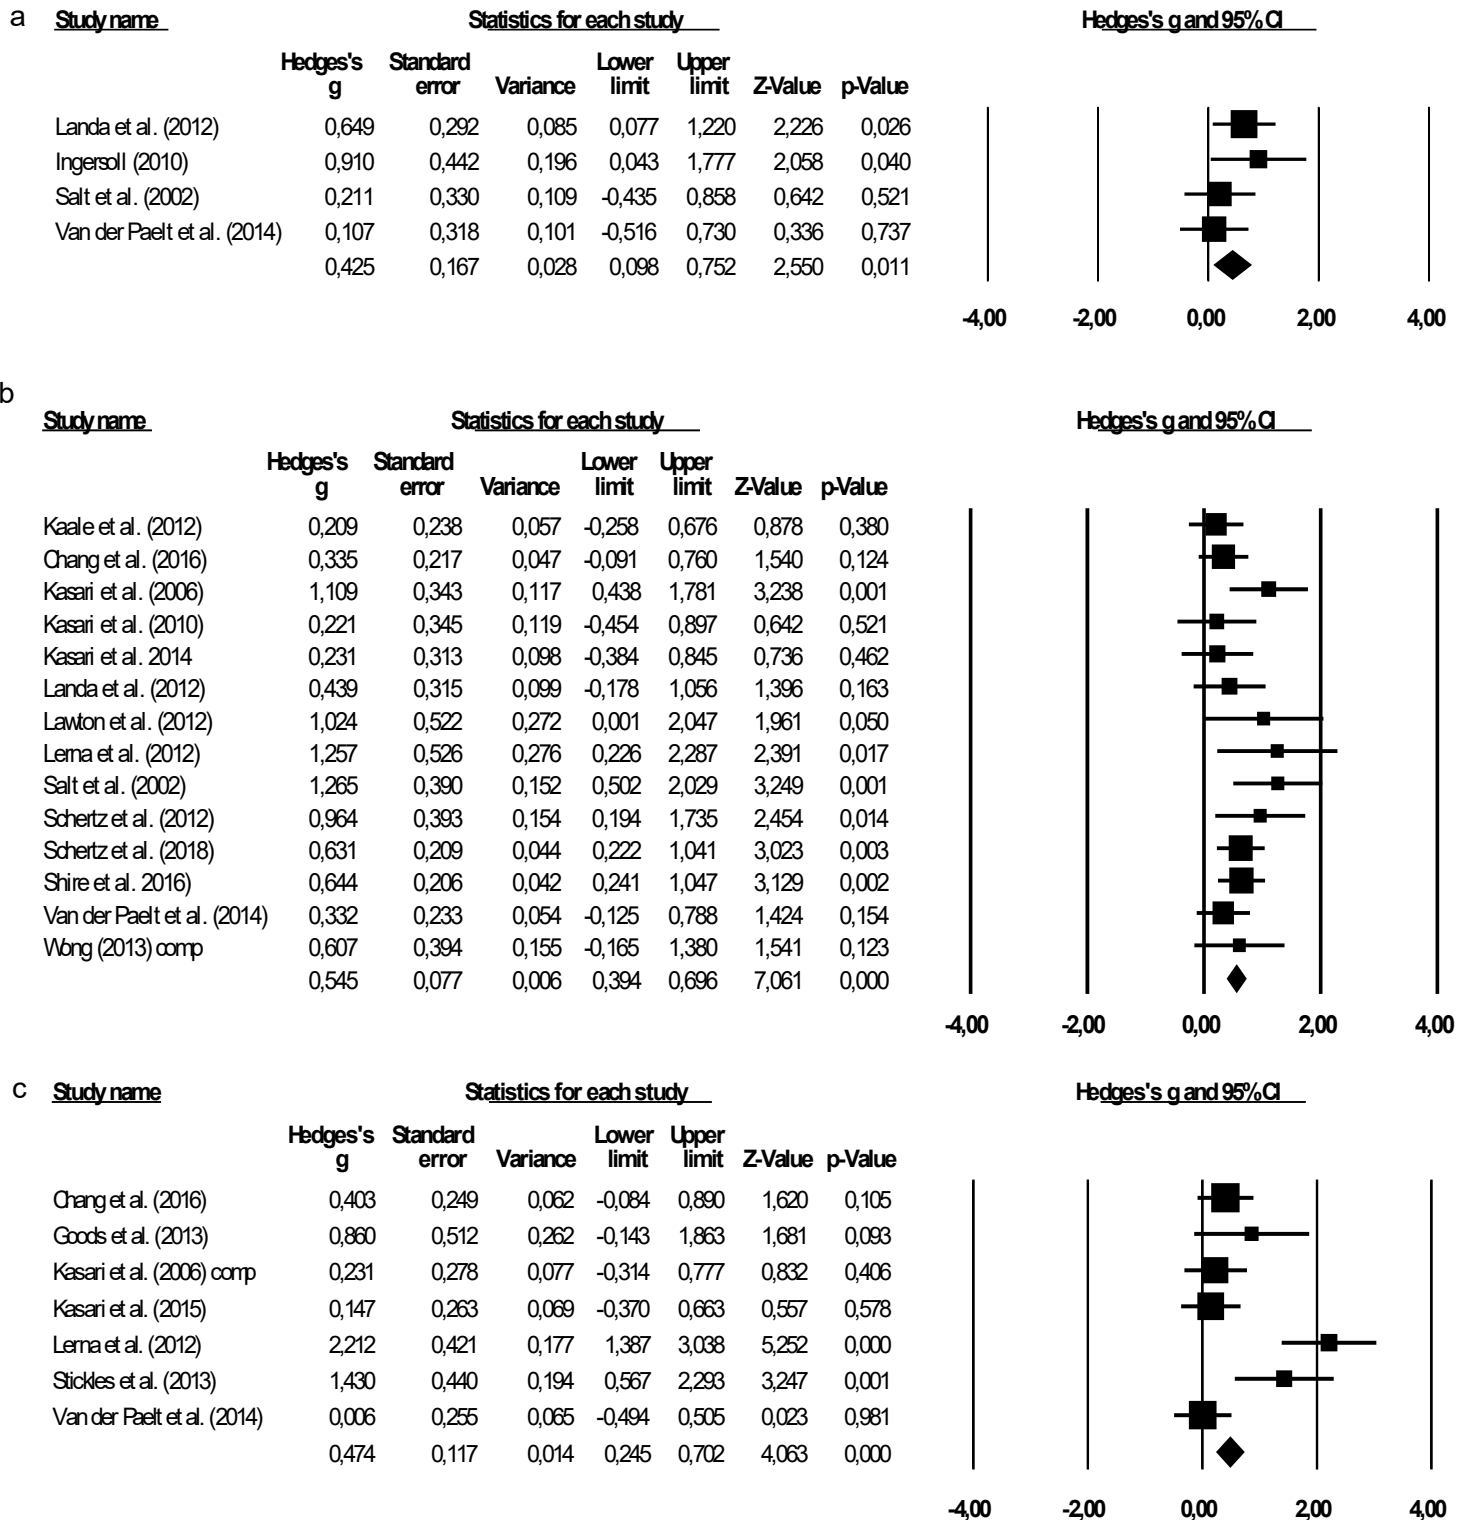 a Study name Statistics for each study Hedges's g and 95% CI
Hedges's Standard Lower Upper
g error Variance limit limit Z-Value p-Value
Landa et al. (2012) 0,649 0,292 0,085 0,077 1,220 2,226 0,026
Ingersoll (2010) 0,910 0,442 0,196 0,043 1,777 2,058 0,040
Salt et al. (2002) 0,211 0,330 0,109 -0,435 0,858 0,642 0,521
Van der Paelt et al. (2014) 0,107 0,318 0,101 -0,516 0,730 0,336 0,737
0,425 0,167 0,028 0,098 0,752 2,550 0,011
-4,00 -2,00 0,00 2,00 4,00
b
Study name Statistics for each study Hedges's g and 95% CI
Hedges's Standard Lower Upper
g error Variance limit limit Z-Value p-Value
Kaale et al. (2012) 0,209 0,238 0,057 -0,258 0,676 0,878 0,380
Chang et al. (2016) 0,335 0,217 0,047 -0,091 0,760 1,540 0,124
Kasari et al. (2006) 1,109 0,343 0,117 0,438 1,781 3,238 0,001
Kasari et al. (2010) 0,221 0,345 0,119 -0,454 0,897 0,642 0,521
Kasari et al. 2014 0,231 0,313 0,098 -0,384 0,845 0,736 0,462
Landa et al. (2012) 0,439 0,315 0,099 -0,178 1,056 1,396 0,163
Lawton et al. (2012) 1,024 0,522 0,272 0,001 2,047 1,961 0,050
Lerna et al. (2012) 1,257 0,526 0,276 0,226 2,287 2,391 0,017
Salt et al. (2002) 1,265 0,390 0,152 0,502 2,029 3,249 0,001
Schertz et al. (2012) 0,964 0,393 0,154 0,194 1,735 2,454 0,014
Schertz et al. (2018) 0,631 0,209 0,044 0,222 1,041 3,023 0,003
Shire et al. 2016) 0,644 0,206 0,042 0,241 1,047 3,129 0,002
Van der Paelt et al. (2014) 0,332 0,233 0,054 -0,125 0,788 1,424 0,154
Wong (2013) comp 0,607 0,394 0,155 -0,165 1,380 1,541 0,123
0,545 0,077 0,006 0,394 0,696 7,061 0,000
-4,00 -2,00 0,00 2,00 4,00
c Study name Statistics for each study Hedges's g and 95% CI
Hedges's Standard Lower Upper
g error Variance limit limit Z-Value p-Value
Chang et al. (2016) 0,403 0,249 0,062 -0,084 0,890 1,620 0,105
Goods et al. (2013) 0,860 0,512 0,262 -0,143 1,863 1,681 0,093
Kasari et al. (2006) comp 0,231 0,278 0,077 -0,314 0,777 0,832 0,406
Kasari et al. (2015) 0,147 0,263 0,069 -0,370 0,663 0,557 0,578
Lerna et al. (2012) 2,212 0,421 0,177 1,387 3,038 5,252 0,000
Stickles et al. (2013) 1,430 0,440 0,194 0,567 2,293 3,247 0,001
Van der Paelt et al. (2014) 0,006 0,255 0,065 -0,494 0,505 0,023 0,981
0,474 0,117 0,014 0,245 0,702 4,063 0,000
-4,00 -2,00 0,00 2,00 4,00